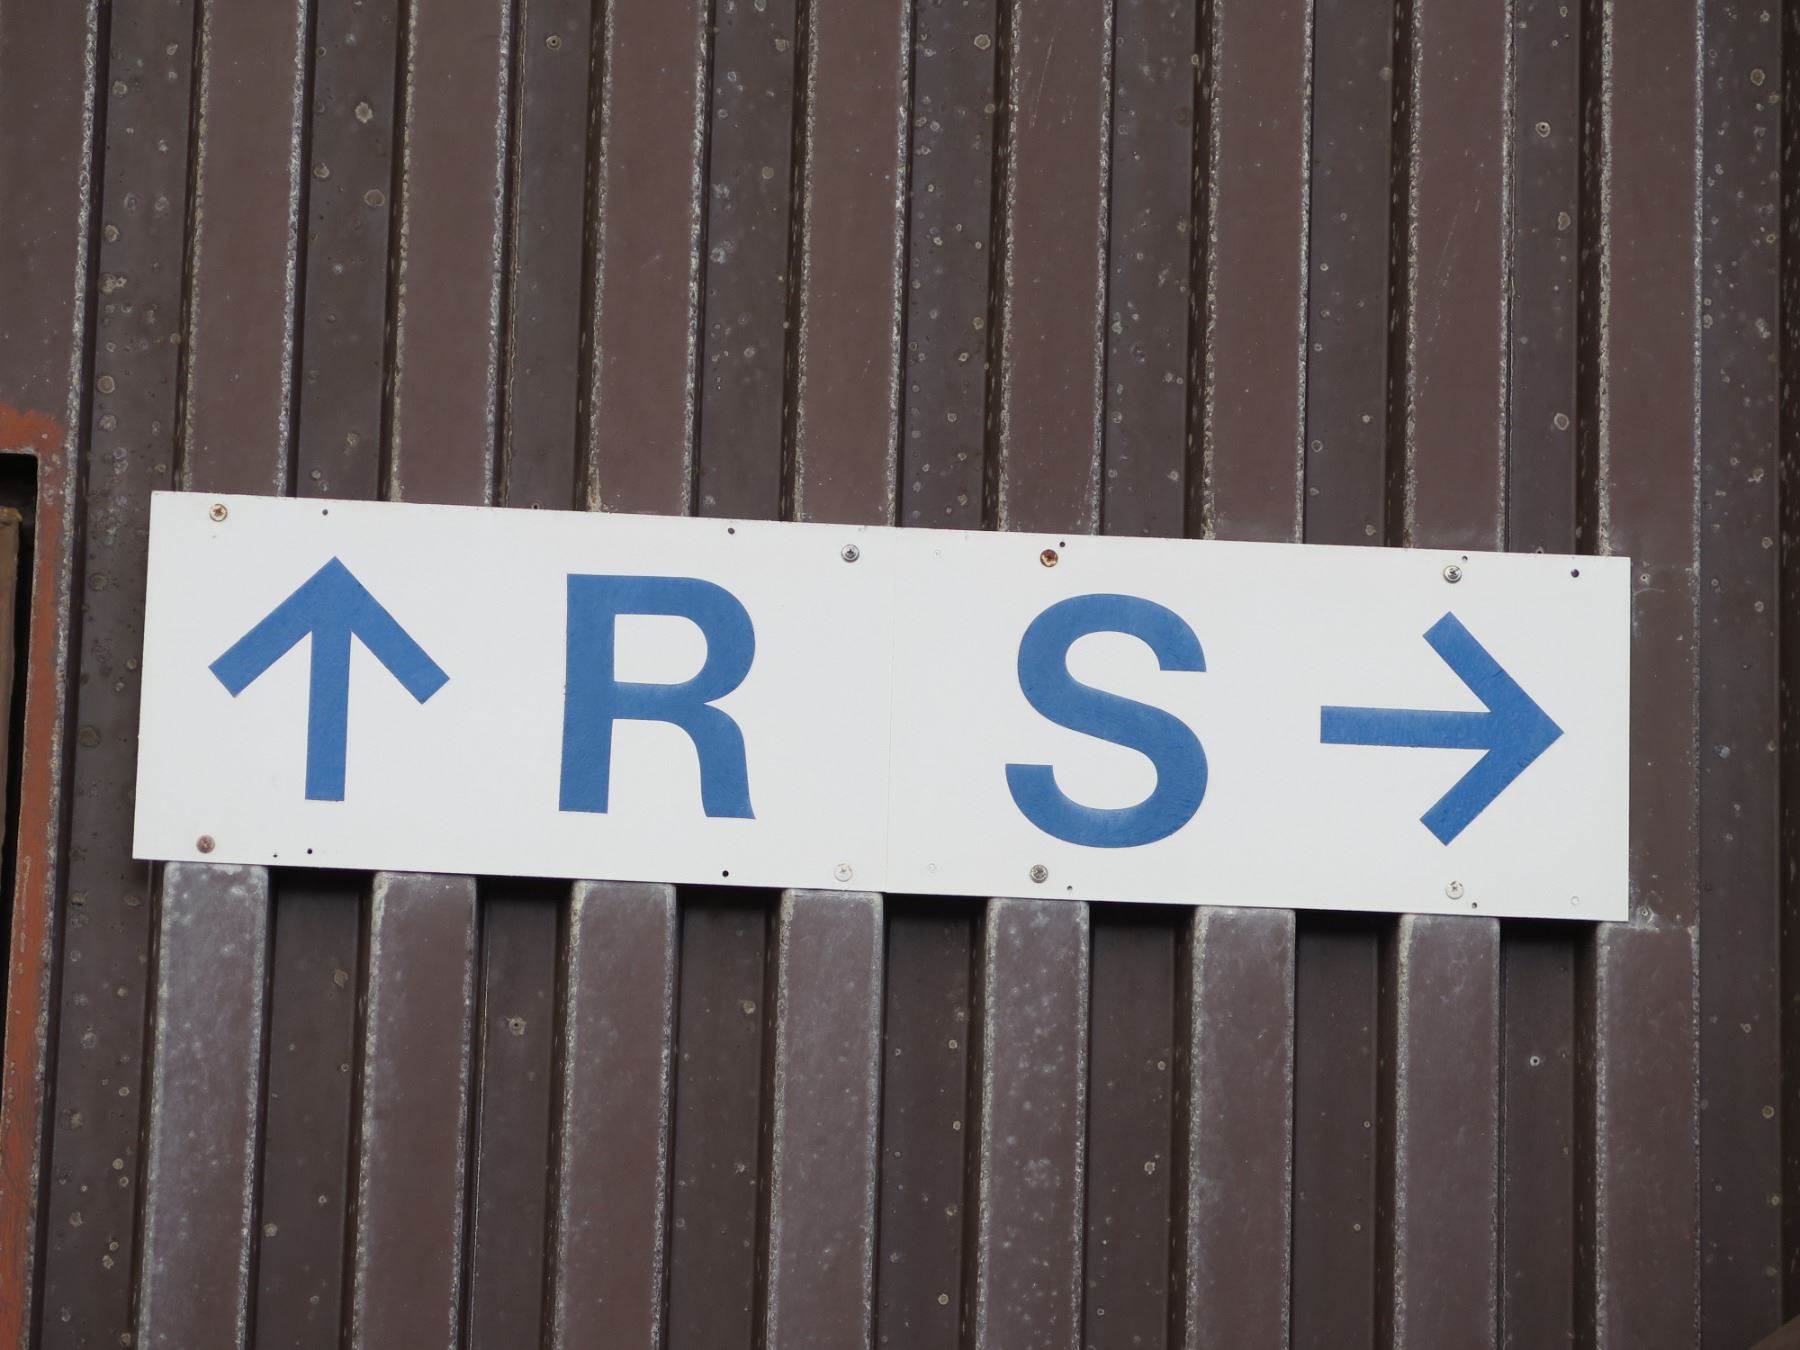 ↑ R S →